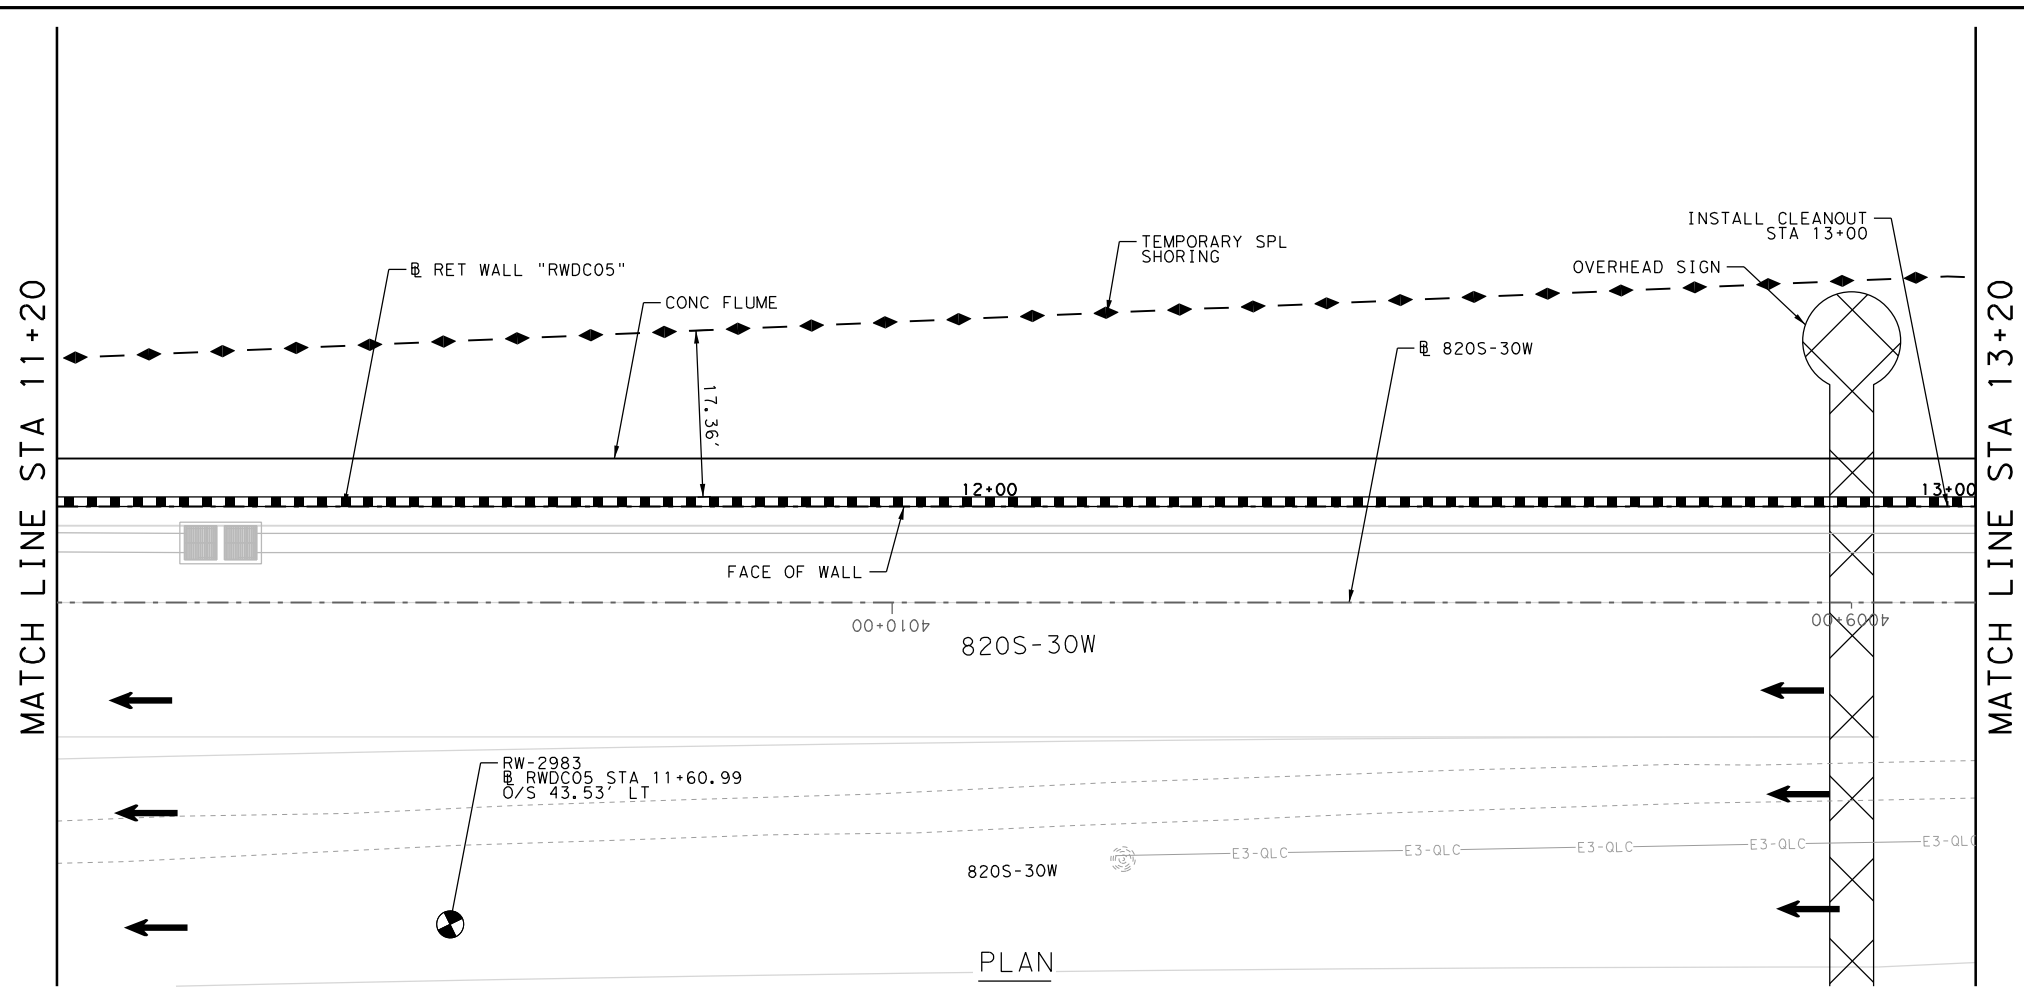 INSTALL CLEANOUT
STA 13+00
TEMPORARY SPL
SHORING
OVERHEAD SIGN
℄ RET WALL "RWDC05"
CONC FLUME
℄ 820S-30W
17.36'
MATCH LINE STA 11+20
MATCH LINE STA 13+20
12+00
13+00
FACE OF WALL
4010+00
4009+00
820S-30W
RW-2983
℄ RWDC05 STA 11+60.99
O/S 43.53' LT
E3-QLC
E3-QLC
E3-QLC
E3-QLC
E3-QLC
820S-30W
PLAN